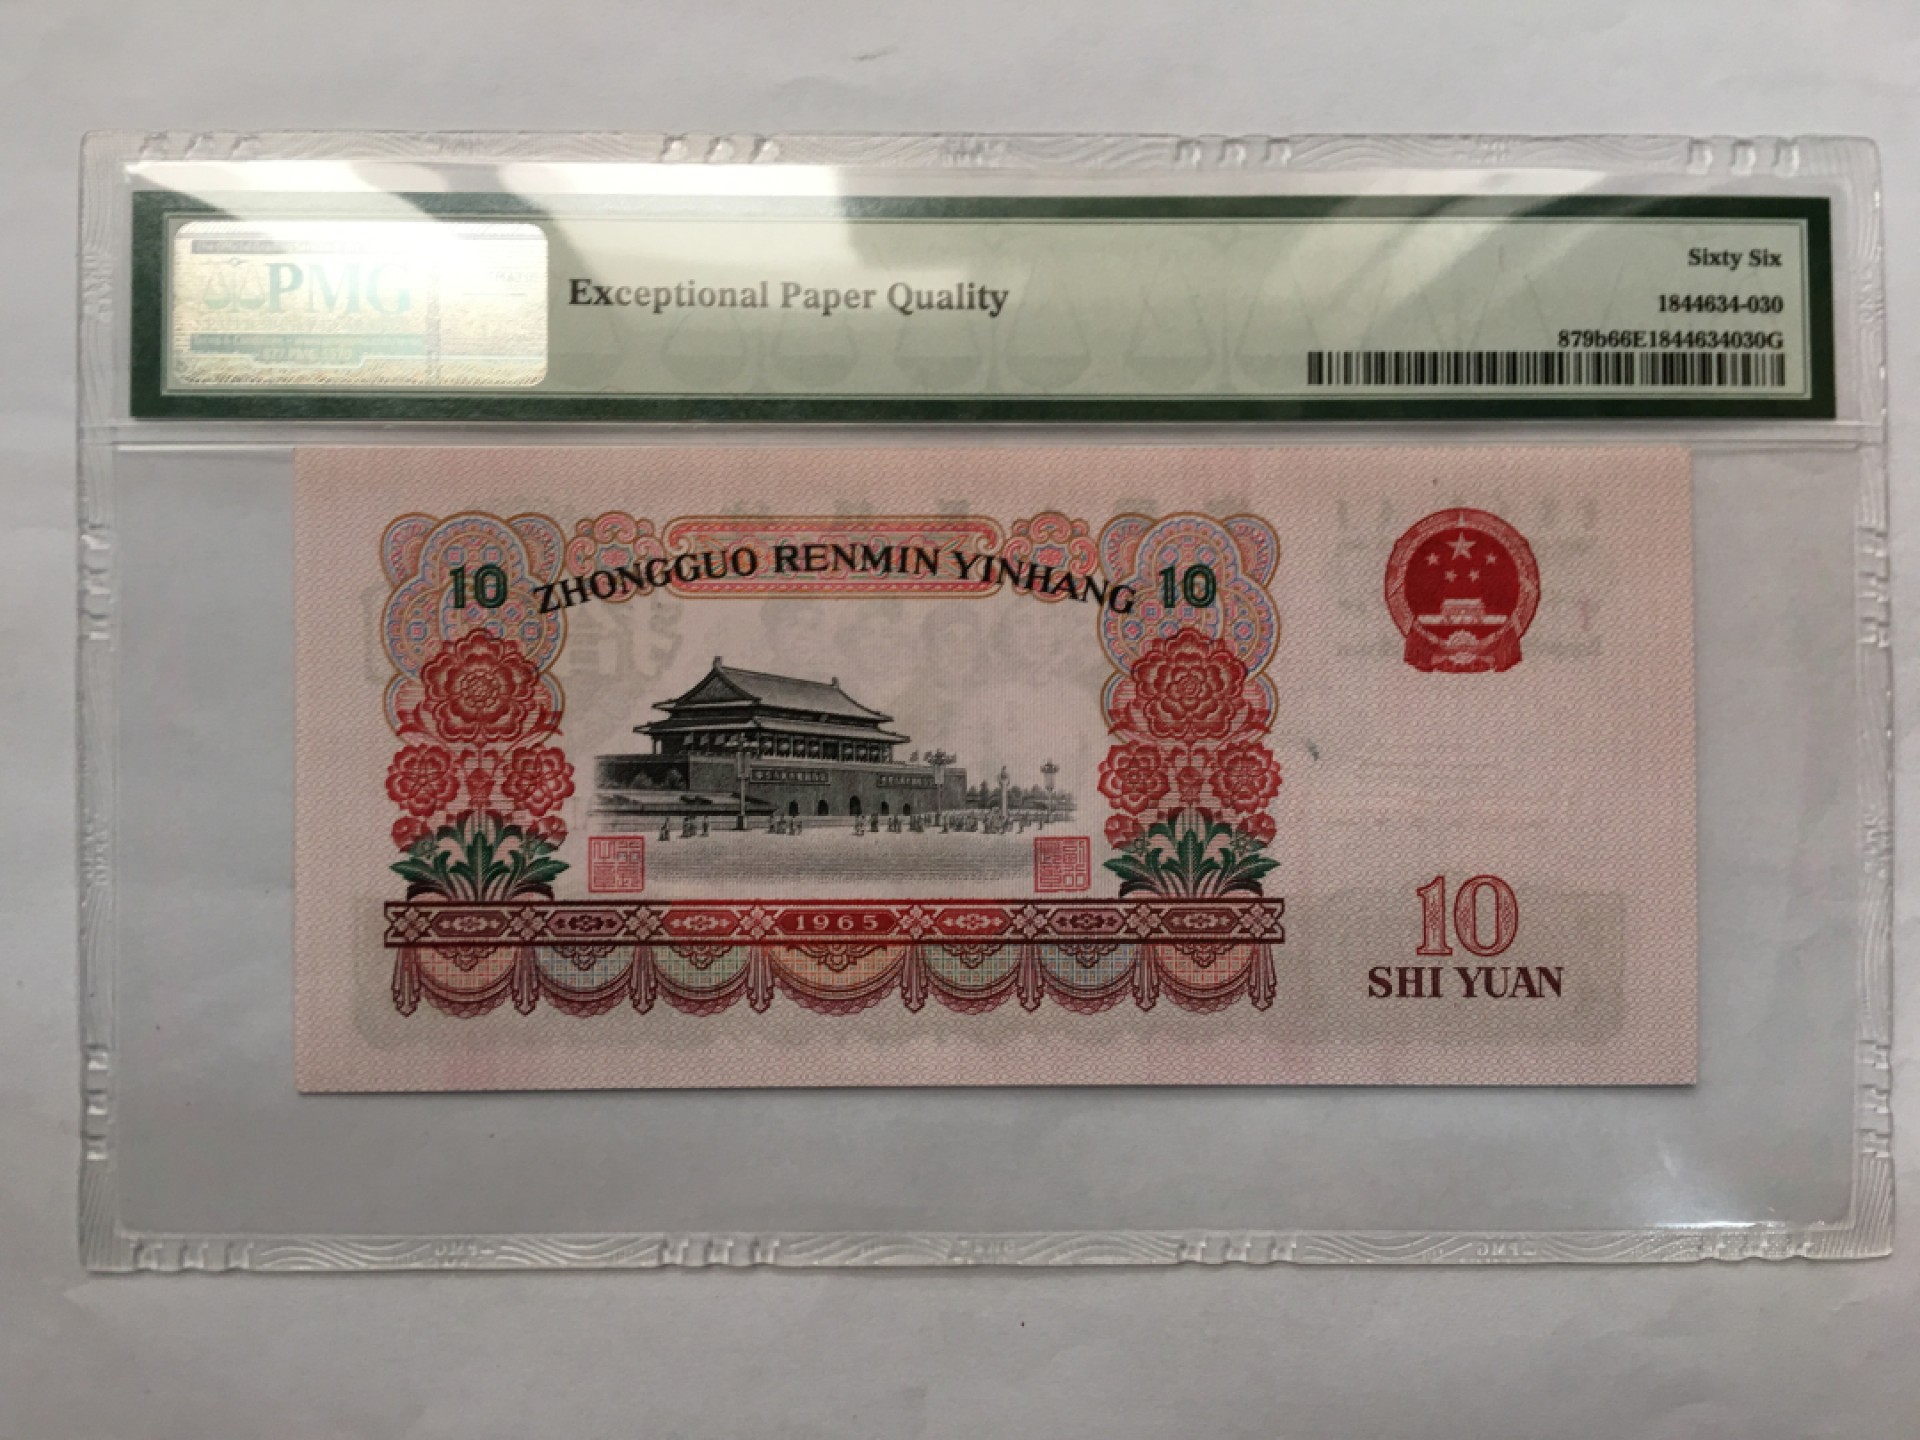 PMG
Exceptional Paper Quality
Sixty Six
1844634-030
879b66E1844634030G
10 ZHONGGUO RENMIN YINHANG 10
1965
10
SHI YUAN